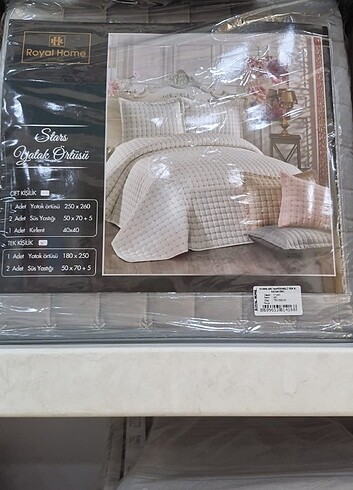 Royal Home
Stars
Yatak Örtüsü
ÇİFT KİŞİLİK
1 Adet Yatak örtüsü 250 x 260
2 Adet Süs Yastığı 50 x 70 + 5
1 Adet Kırlent 40x40
TEK KİŞİLİK
1 Adet Yatak örtüsü 180 x 250
2 Adet Süs Yastığı 50 x 70 + 5